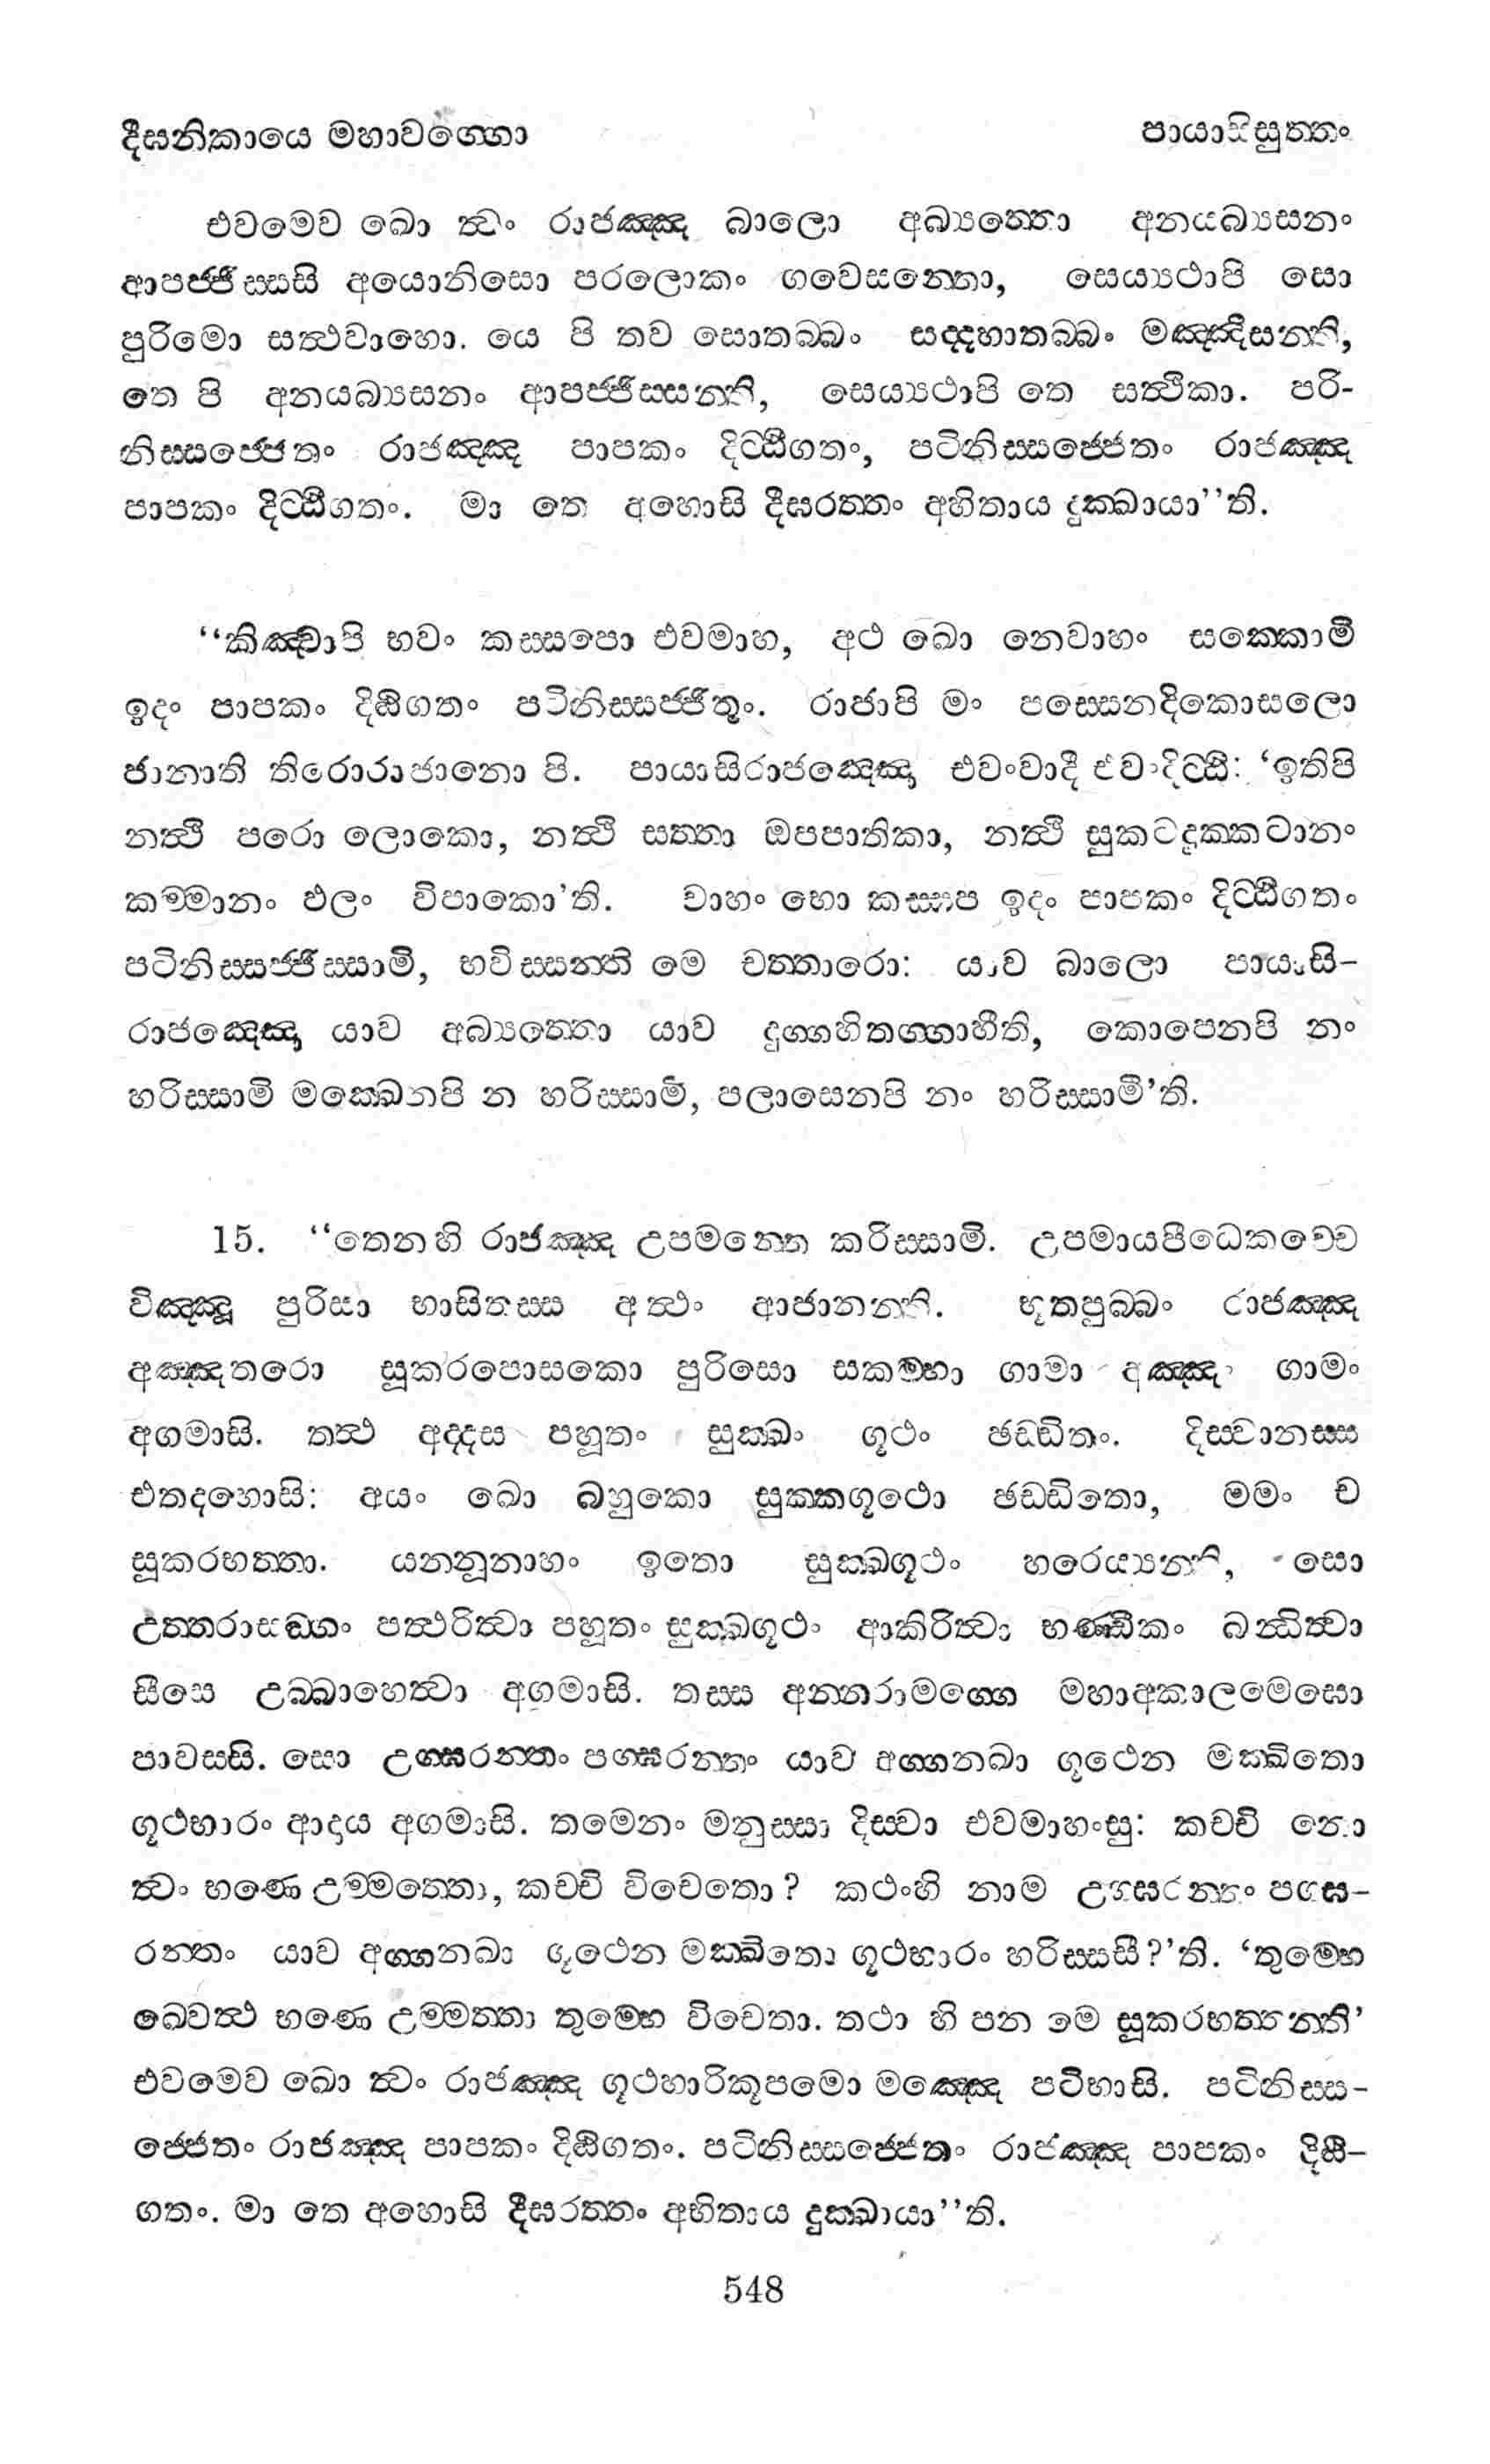 දීඝනිකායෙ මහාවග්ගො
පායාසිසුත්තං
එවමෙව ඛො ත්වං රාජඤ්ඤ බාලො අබ්‍යත්තො අනයබ්‍යසනං
ආපජ්ජිස්සසි අයොනිසො පරලොකං ගවෙසන්තො, සෙය්‍යථාපි සො
පුරිමො සත්ථවාහො. යෙ පි තව සොතබ්බං සද්දහාතබ්බං මඤ්ඤිසන්ති,
තෙ පි අනයබ්‍යසනං ආපජ්ජිස්සන්ති, සෙය්‍යථාපි තෙ සත්ථිකා. පරි-
නිස්සජ්ජෙතං රාජඤ්ඤ පාපකං දිට්ඨිගතං, පටිනිස්සජ්ජෙතං රාජඤ්ඤ
පාපකං දිට්ඨිගතං. මා තෙ අහොසි දීඝරත්තං අහිතාය දුක්ඛායා’’ති.
‘‘කිඤ්චාපි භවං කස්සපො එවමාහ, අථ ඛො නෙවාහං සක්කොමි
ඉදං පාපකං දිට්ඨිගතං පටිනිස්සජ්ජිතුං. රාජාපි මං පස්සෙනදිකොසලො
ජානාති තිරොරාජානො පි. පායාසිරාජඤ්ඤො එවංවාදී එවංදිට්ඨි: ‘ඉතිපි
නත්ථි පරො ලොකො, නත්ථි සත්තා ඔපපාතිකා, නත්ථි සුකටදුක්කටානං
කම්මානං ඵලං විපාකො’ති. චාහං භො කස්සප ඉදං පාපකං දිට්ඨිගතං
පටිනිස්සජ්ජිස්සාමි, භවිස්සන්ති මෙ චත්තාරො: යාව බාලො පායාසි-
රාජඤ්ඤො යාව අබ්‍යත්තො යාව දුග්ගහිතග්ගාහීති, කොපෙනපි නං
හරිස්සාමි මක්ඛෙනපි න හරිස්සාමි, පලාසෙනපි නං හරිස්සාමි’ති.
15. ‘‘තෙනහි රාජඤ්ඤ උපමන්තෙ කරිස්සාමි. උපමායපීධෙකච්චෙ
විඤ්ඤූ පුරිසා භාසිතස්ස අත්ථං ආජානන්ති. භූතපුබ්බං රාජඤ්ඤ
අඤ්ඤතරො සූකරපොසකො පුරිසො සකම්හා ගාමා අඤ්ඤං ගාමං
අගමාසි. තත්ථ අද්දස පහූතං සුක්ඛං ගූථං ඡඩ්ඩිතං. දිස්වානස්ස
එතදහොසි: අයං ඛො බහුකො සුක්කගූථො ඡඩ්ඩිතො, මමං ච
සූකරභත්තා. යන්නූනාහං ඉතො සුක්ඛගූථං හරෙය්‍යන්ති, සො
උත්තරාසඞ්ගං පත්ථරිත්වා පහූතං සුක්ඛගූථං ආකිරිත්වා භණ්ඩිකං බන්ධිත්වා
සීසෙ උබ්බාහෙත්වා අගමාසි. තස්ස අන්තරාමග්ගෙ මහාඅකාලමෙඝො
පාවස්සි. සො උග්ඝරන්තං පග්ඝරන්තං යාව අග්ගනඛා ගූථෙන මක්ඛිතො
ගූථභාරං ආදාය අගමාසි. තමෙනං මනුස්සා දිස්වා එවමාහංසු: කච්චි නො
ත්වං භණෙ උම්මත්තො, කච්චි විචෙතො? කථංහි නාම උග්ඝරන්තං පග්ඝ-
රන්තං යාව අග්ගනඛා ගූථෙන මක්ඛිතො ගූථභාරං හරිස්සසී?’ති. ‘තුම්හෙ
ඛ්වෙත්ථ භණෙ උම්මත්තා තුම්හෙ විචෙතා. තථා හි පන මෙ සූකරභත්තන්ති’
එවමෙව ඛො ත්වං රාජඤ්ඤ ගූථහාරිකූපමො මඤ්ඤෙ පටිභාසි. පටිනිස්ස-
ජ්ජෙතං රාජඤ්ඤ පාපකං දිට්ඨිගතං. පටිනිස්සජ්ජෙතං රාජඤ්ඤ පාපකං දිට්ඨි-
ගතං. මා තෙ අහොසි දීඝරත්තං අභිතාය දුක්ඛායා’’ති.
548